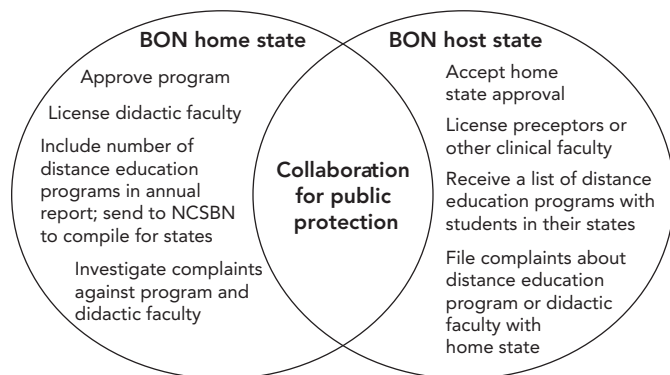 BON home state
Approve program
License didactic faculty
Include number of
distance education
programs in annual
report; send to NCSBN
to compile for states
Investigate complaints
against program and
didactic faculty
Collaboration
for public
protection
BON host state
Accept home
state approval
License preceptors or
other clinical faculty
Receive a list of distance
education programs with
students in their states
File complaints about
distance education
program or didactic
faculty with
home state